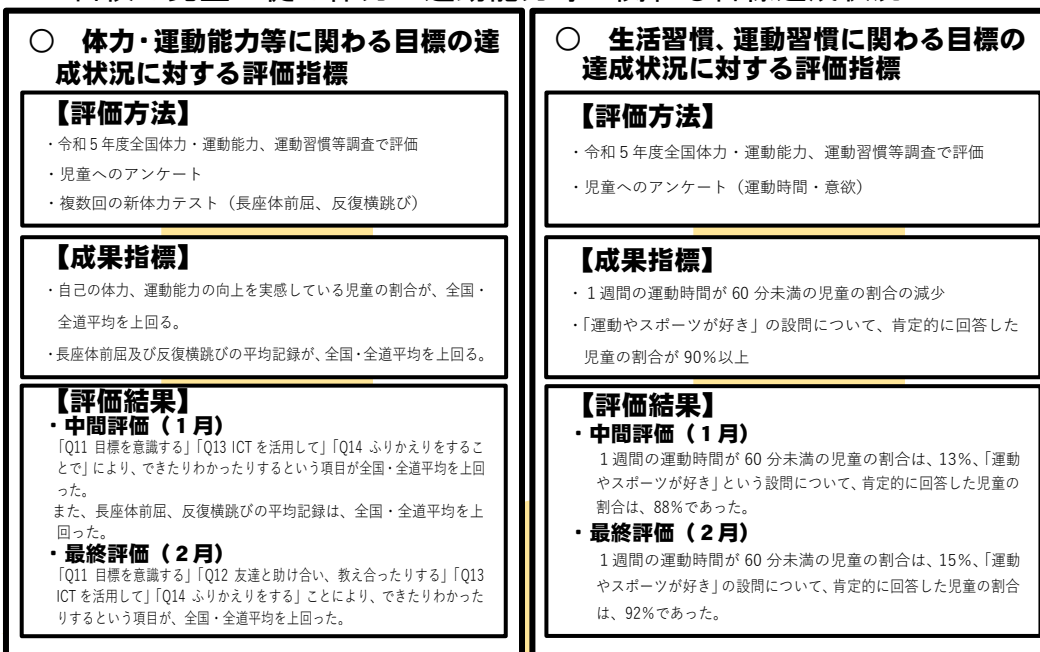 ○　体力・運動能力等に関わる目標の達
成状況に対する評価指標
【評価方法】
・令和５年度全国体力・運動能力、運動習慣等調査で評価
・児童へのアンケート
・複数回の新体力テスト（長座体前屈、反復横跳び）
【成果指標】
・自己の体力、運動能力の向上を実感している児童の割合が、全国・
全道平均を上回る。
・長座体前屈及び反復横跳びの平均記録が、全国・全道平均を上回る。
【評価結果】
・中間評価（１月）
「Q11 目標を意識する」「Q13 ICTを活用して」「Q14 ふりかえりをするこ
とで」により、できたりわかったりするという項目が全国・全道平均を上回
った。
また、長座体前屈、反復横跳びの平均記録は、全国・全道平均を上
回った。
・最終評価（２月）
「Q11 目標を意識する」「Q12 友達と助け合い、教え合ったりする」「Q13
ICTを活用して」「Q14 ふりかえりをする」ことにより、できたりわかった
りするという項目が、全国・全道平均を上回った。
○　生活習慣、運動習慣に関わる目標の
達成状況に対する評価指標
【評価方法】
・令和５年度全国体力・運動能力、運動習慣等調査で評価
・児童へのアンケート（運動時間・意欲）
【成果指標】
・１週間の運動時間が 60 分未満の児童の割合の減少
・「運動やスポーツが好き」の設問について、肯定的に回答した
児童の割合が 90％以上
【評価結果】
・中間評価（１月）
１週間の運動時間が 60 分未満の児童の割合は、13％、「運動
やスポーツが好き」という設問について、肯定的に回答した児童の
割合は、88％であった。
・最終評価（２月）
１週間の運動時間が 60 分未満の児童の割合は、15％、「運動
やスポーツが好き」の設問について、肯定的に回答した児童の割合
は、92％であった。